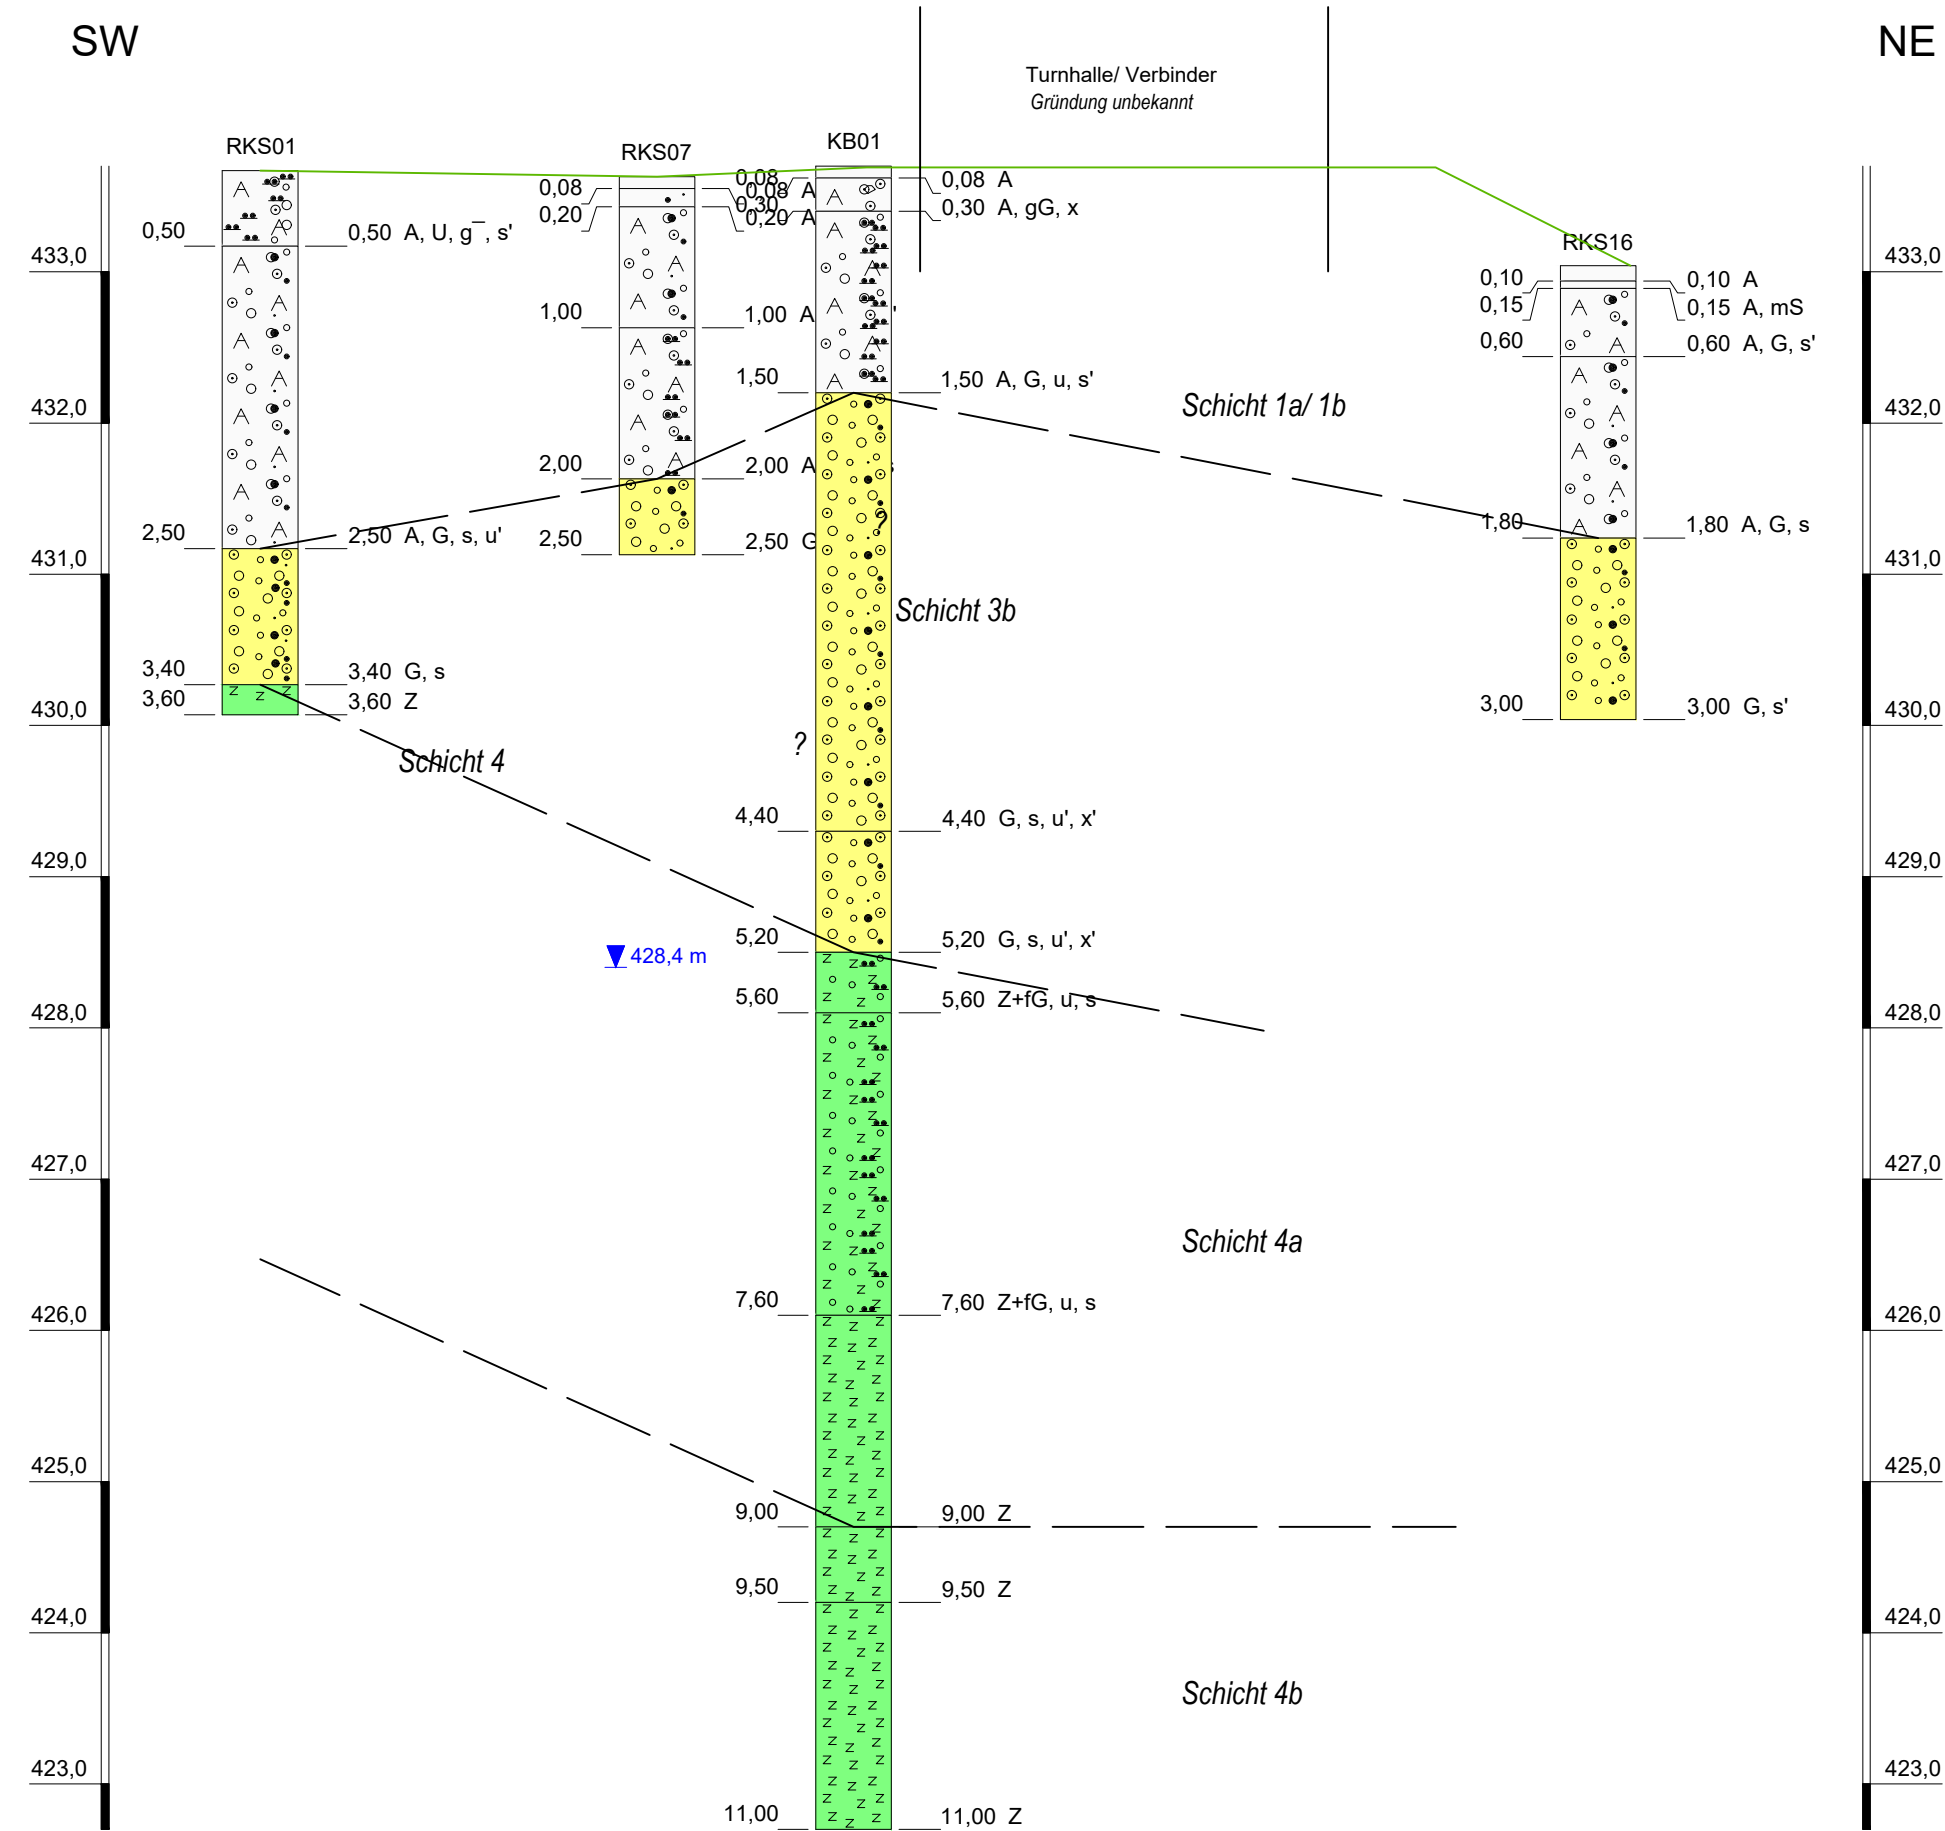 SW
NE
Turnhalle/ Verbinder
Gründung unbekannt
RKS01
RKS07
KB01
RKS16
0,50
0,50 A, U, g¯, s'
2,50
2,50 A, G, s, u'
3,40
3,40 G, s
3,60
3,60 Z
0,08
0,08 A
0,20
0,20 A
1,00
1,00 A
2,00
2,00 A
2,50
2,50 G
0,08
0,08 A
0,30
0,30 A, gG, x
1,50
1,50 A, G, u, s'
4,40
4,40 G, s, u', x'
5,20
5,20 G, s, u', x'
5,60
5,60 Z+fG, u, s
7,60
7,60 Z+fG, u, s
9,00
9,00 Z
9,50
9,50 Z
11,00
11,00 Z
0,10
0,10 A
0,15
0,15 A, mS
0,60
0,60 A, G, s'
1,80
1,80 A, G, s
3,00
3,00 G, s'
Schicht 1a/ 1b
?
Schicht 3b
?
Schicht 4
428,4 m
Schicht 4a
Schicht 4b
433,0
432,0
431,0
430,0
429,0
428,0
427,0
426,0
425,0
424,0
423,0
433,0
432,0
431,0
430,0
429,0
428,0
427,0
426,0
425,0
424,0
423,0